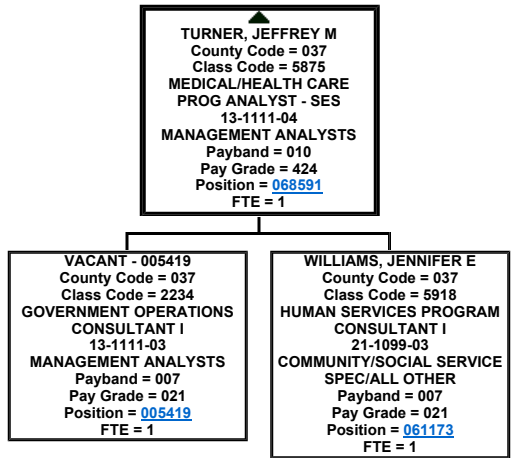 TURNER, JEFFREY M
County Code = 037
Class Code = 5875
MEDICAL/HEALTH CARE
PROG ANALYST - SES
13-1111-04
MANAGEMENT ANALYSTS
Payband = 010
Pay Grade = 424
Position = 068591
FTE = 1
VACANT - 005419
County Code = 037
Class Code = 2234
GOVERNMENT OPERATIONS
CONSULTANT I
13-1111-03
MANAGEMENT ANALYSTS
Payband = 007
Pay Grade = 021
Position = 005419
FTE = 1
WILLIAMS, JENNIFER E
County Code = 037
Class Code = 5918
HUMAN SERVICES PROGRAM
CONSULTANT I
21-1099-03
COMMUNITY/SOCIAL SERVICE
SPEC/ALL OTHER
Payband = 007
Pay Grade = 021
Position = 061173
FTE = 1